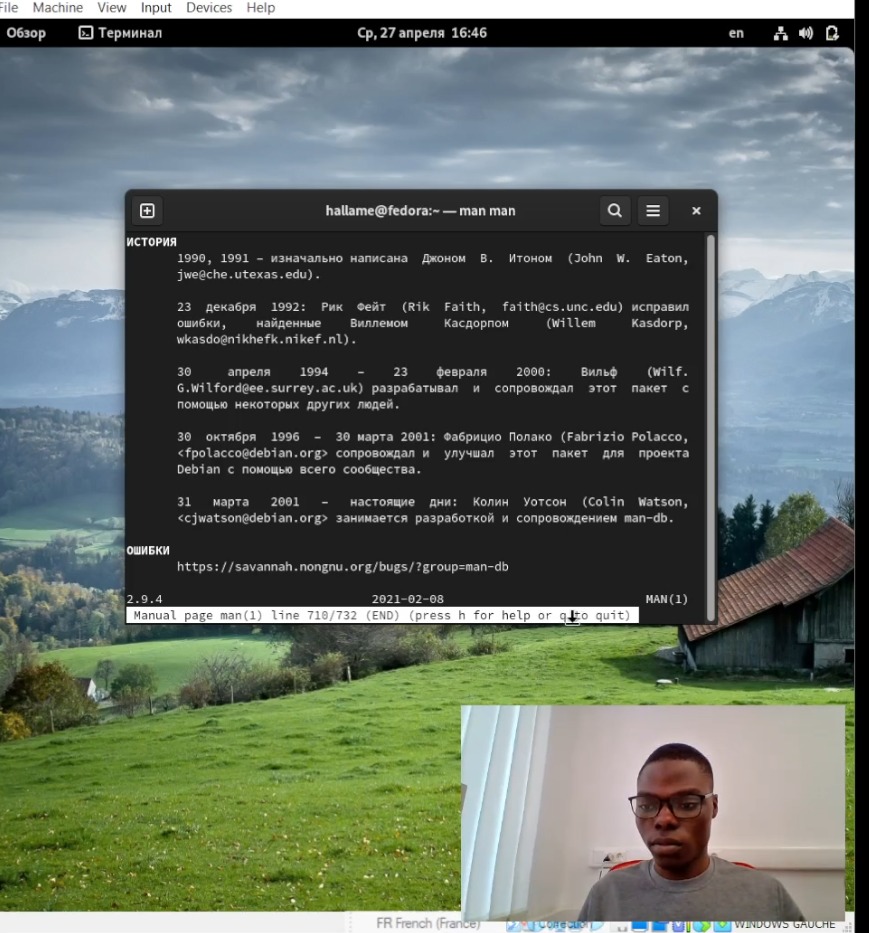 File Machine View Input Devices Help
Обзор Терминал Ср, 27 апреля 16:46 en
hallame@fedora:~ — man man
ИСТОРИЯ
1990, 1991 – изначально написана Джоном В. Итоном (John W. Eaton,
jwe@che.utexas.edu).
23 декабря 1992: Рик Фейт (Rik Faith, faith@cs.unc.edu) исправил
ошибки, найденные Виллемом Касдорпом (Willem Kasdorp,
wkasdo@nikhefk.nikef.nl).
30 апреля 1994 – 23 февраля 2000: Вильф (Wilf.
G.Wilford@ee.surrey.ac.uk) разрабатывал и сопровождал этот пакет с
помощью некоторых других людей.
30 октября 1996 – 30 марта 2001: Фабрицио Полако (Fabrizio Polacco,
<fpolacco@debian.org> сопровождал и улучшал этот пакет для проекта
Debian с помощью всего сообщества.
31 марта 2001 – настоящие дни: Колин Уотсон (Colin Watson,
<cjwatson@debian.org> занимается разработкой и сопровождением man-db.
ОШИБКИ
https://savannah.nongnu.org/bugs/?group=man-db
2.9.4 2021-02-08 MAN(1)
Manual page man(1) line 710/732 (END) (press h for help or q to quit)
FR French (France) WINDOWS GAUCHE